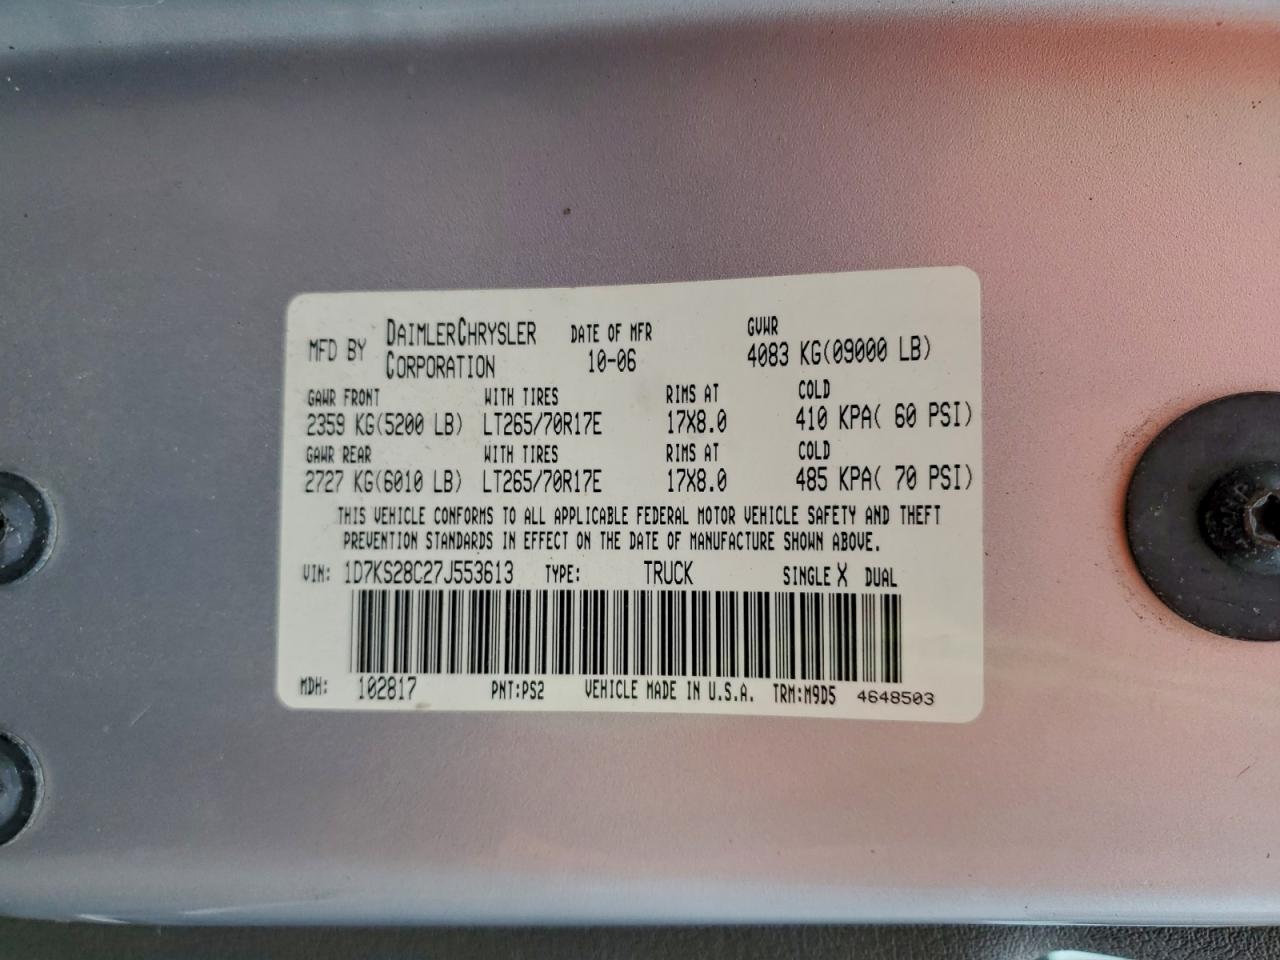 MFD BY DAIMLERCHRYSLER CORPORATION
DATE OF MFR 10-06
GVWR 4083 KG(09000 LB)
GAWR FRONT WITH TIRES RIMS AT COLD
2359 KG(5200 LB) LT265/70R17E 17X8.0 410 KPA( 60 PSI)
GAWR REAR WITH TIRES RIMS AT COLD
2727 KG(6010 LB) LT265/70R17E 17X8.0 485 KPA( 70 PSI)
THIS VEHICLE CONFORMS TO ALL APPLICABLE FEDERAL MOTOR VEHICLE SAFETY AND THEFT
PREVENTION STANDARDS IN EFFECT ON THE DATE OF MANUFACTURE SHOWN ABOVE.
VIN: 1D7KS28C27J553613 TYPE: TRUCK SINGLE X DUAL
MDH: 102817 PNT:PS2 VEHICLE MADE IN U.S.A. TRM:M9D5 4648503